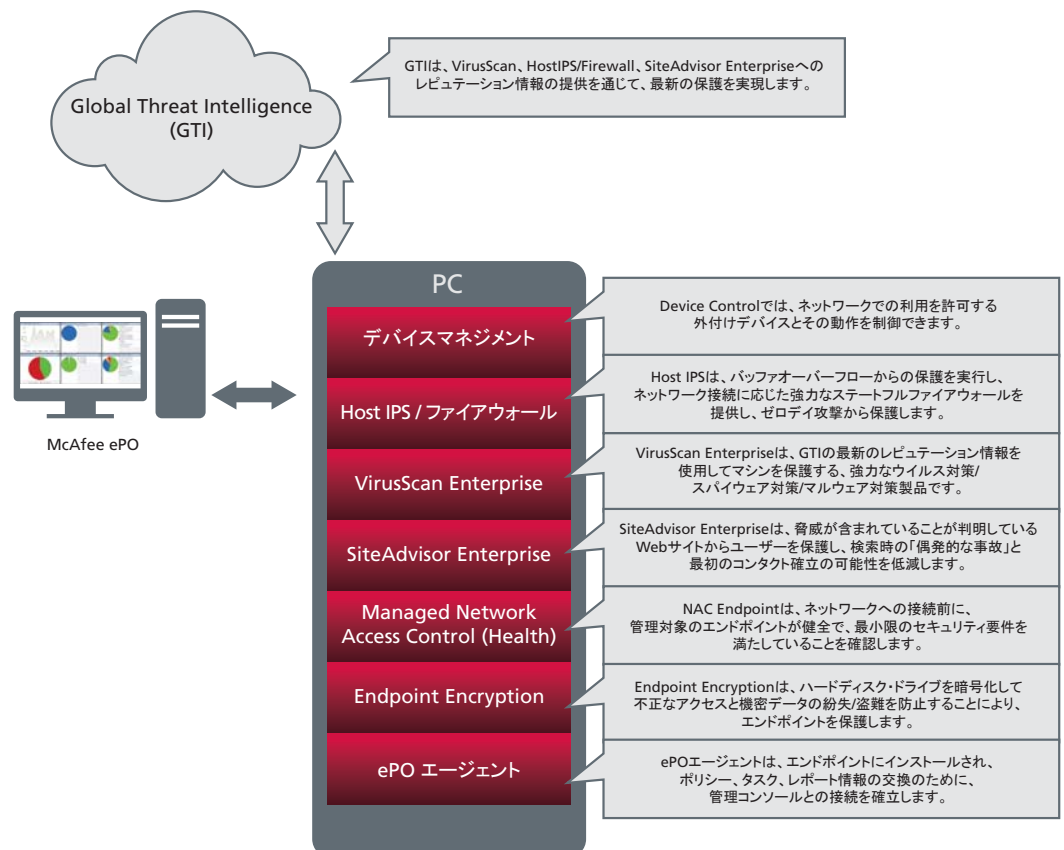 Global Threat Intelligence
(GTI)
GTIは、VirusScan、HostIPS/Firewall、SiteAdvisor Enterpriseへの
レピュテーション情報の提供を通じて、最新の保護を実現します。
McAfee ePO
PC
デバイスマネジメント
Device Controlでは、ネットワークでの利用を許可する
外付けデバイスとその動作を制御できます。
Host IPS / ファイアウォール
Host IPSは、バッファオーバーフローからの保護を実行し、
ネットワーク接続に応じた強力なステートフルファイアウォールを
提供し、ゼロデイ攻撃から保護します。
VirusScan Enterprise
VirusScan Enterpriseは、GTIの最新のレピュテーション情報を
使用してマシンを保護する、強力なウイルス対策/
スパイウェア対策/マルウェア対策製品です。
SiteAdvisor Enterprise
SiteAdvisor Enterpriseは、脅威が含まれていることが判明している
Webサイトからユーザーを保護し、検索時の「偶発的な事故」と
最初のコンタクト確立の可能性を低減します。
Managed Network
Access Control (Health)
NAC Endpointは、ネットワークへの接続前に、
管理対象のエンドポイントが健全で、最小限のセキュリティ要件を
満たしていることを確認します。
Endpoint Encryption
Endpoint Encryptionは、ハードディスク・ドライブを暗号化して
不正なアクセスと機密データの紛失/盗難を防止することにより、
エンドポイントを保護します。
ePO エージェント
ePOエージェントは、エンドポイントにインストールされ、
ポリシー、タスク、レポート情報の交換のために、
管理コンソールとの接続を確立します。